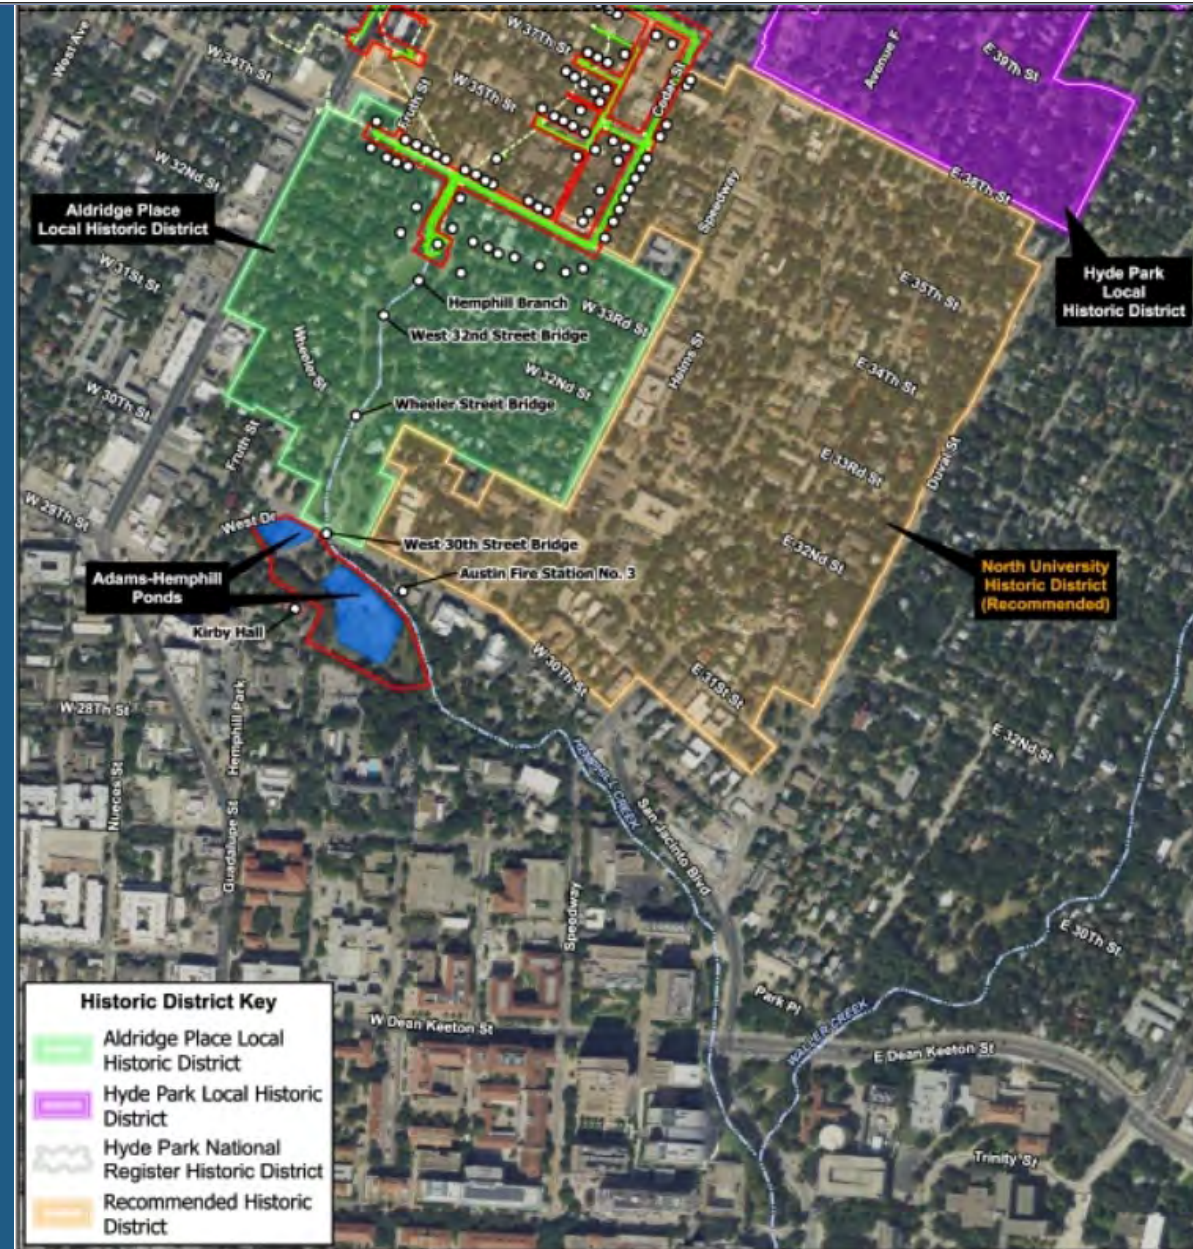 West Ave
W 34Th St
W 37Th St
Avenue F
E 39Th St
W 35Th St
Cedar St
Fruth St
W 32Nd St
E 38Th St
Speedway
Aldridge Place
Local Historic District
W 31St St
Hyde Park
Local
Historic District
E 35Th St
Hemphill Branch
W 33Rd St
West 32nd Street Bridge
Wheeler St
Helms St
E 34Th St
W 32Nd St
W 30Th St
Wheeler Street Bridge
Fruth St
E 33Rd St
Duval St
W 29Th St
West Dr
West 30th Street Bridge
E 32Nd St
Adams-Hemphill
Ponds
Austin Fire Station No. 3
North University
Historic District
(Recommended)
Kirby Hall
W 30Th St
E 31St St
W 28Th St
Hemphill Park
E 32Nd St
HEMPHILL CREEK
Nueces St
Guadalupe St
San Jacinto Blvd
Speedway
E 30Th St
Park Pl
W Dean Keeton St
WALLER CREEK
E Dean Keeton St
Trinity St
Historic District Key
Aldridge Place Local
Historic District
Hyde Park Local Historic
District
Hyde Park National
Register Historic District
Recommended Historic
District